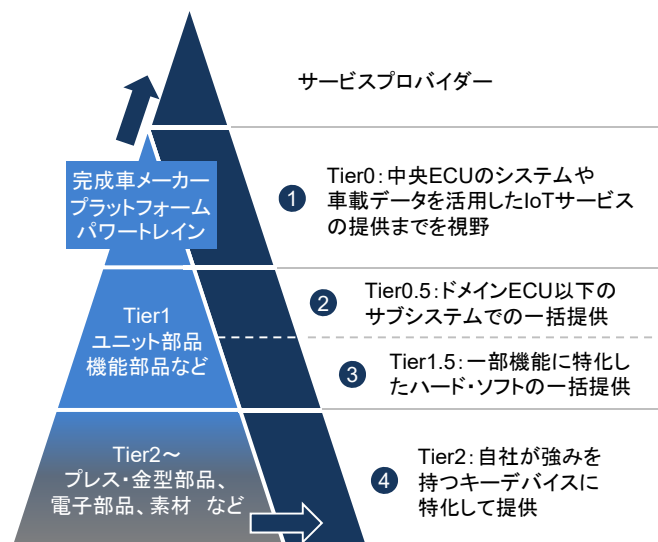 サービスプロバイダー
完成車メーカー
プラットフォーム
パワートレイン
1
Tier0：中央ECUのシステムや
車載データを活用したIoTサービス
の提供までを視野
Tier1
ユニット部品
機能部品など
2
Tier0.5：ドメインECU以下の
サブシステムでの一括提供
3
Tier1.5：一部機能に特化し
たハード・ソフトの一括提供
Tier2～
プレス・金型部品、
電子部品、素材　など
4
Tier2：自社が強みを
持つキーデバイスに
特化して提供